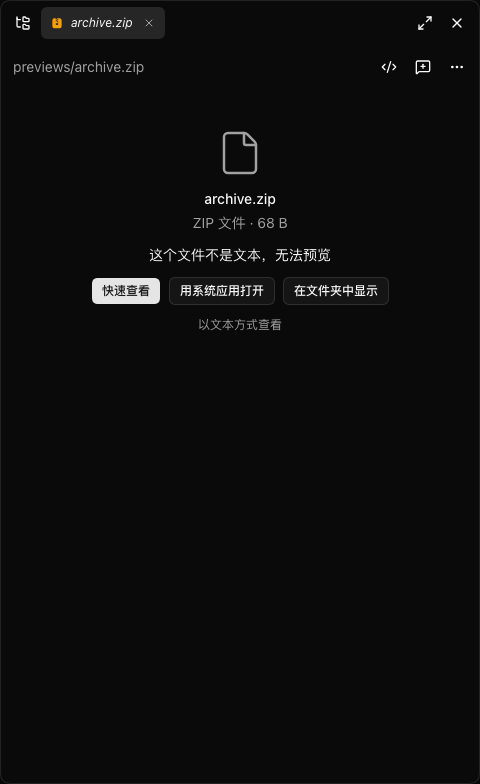 archive.zip
previews/archive.zip
archive.zip
ZIP 文件 · 68 B
这个文件不是文本，无法预览
快速查看
用系统应用打开
在文件夹中显示
以文本方式查看